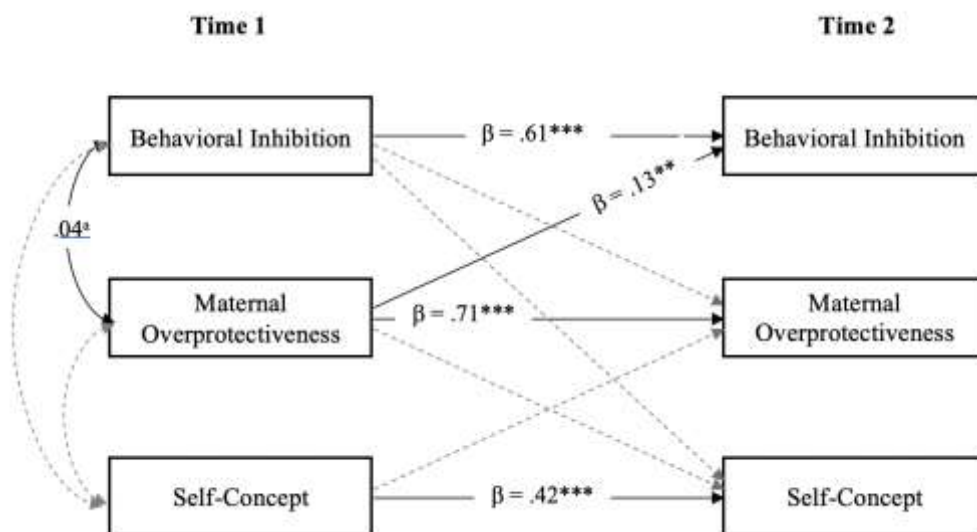 Time 1
Time 2
Behavioral Inhibition
β = .61***
Behavioral Inhibition
β = .13**
.04ᵃ
Maternal
Overprotectiveness
β = .71***
Maternal
Overprotectiveness
Self-Concept
β = .42***
Self-Concept